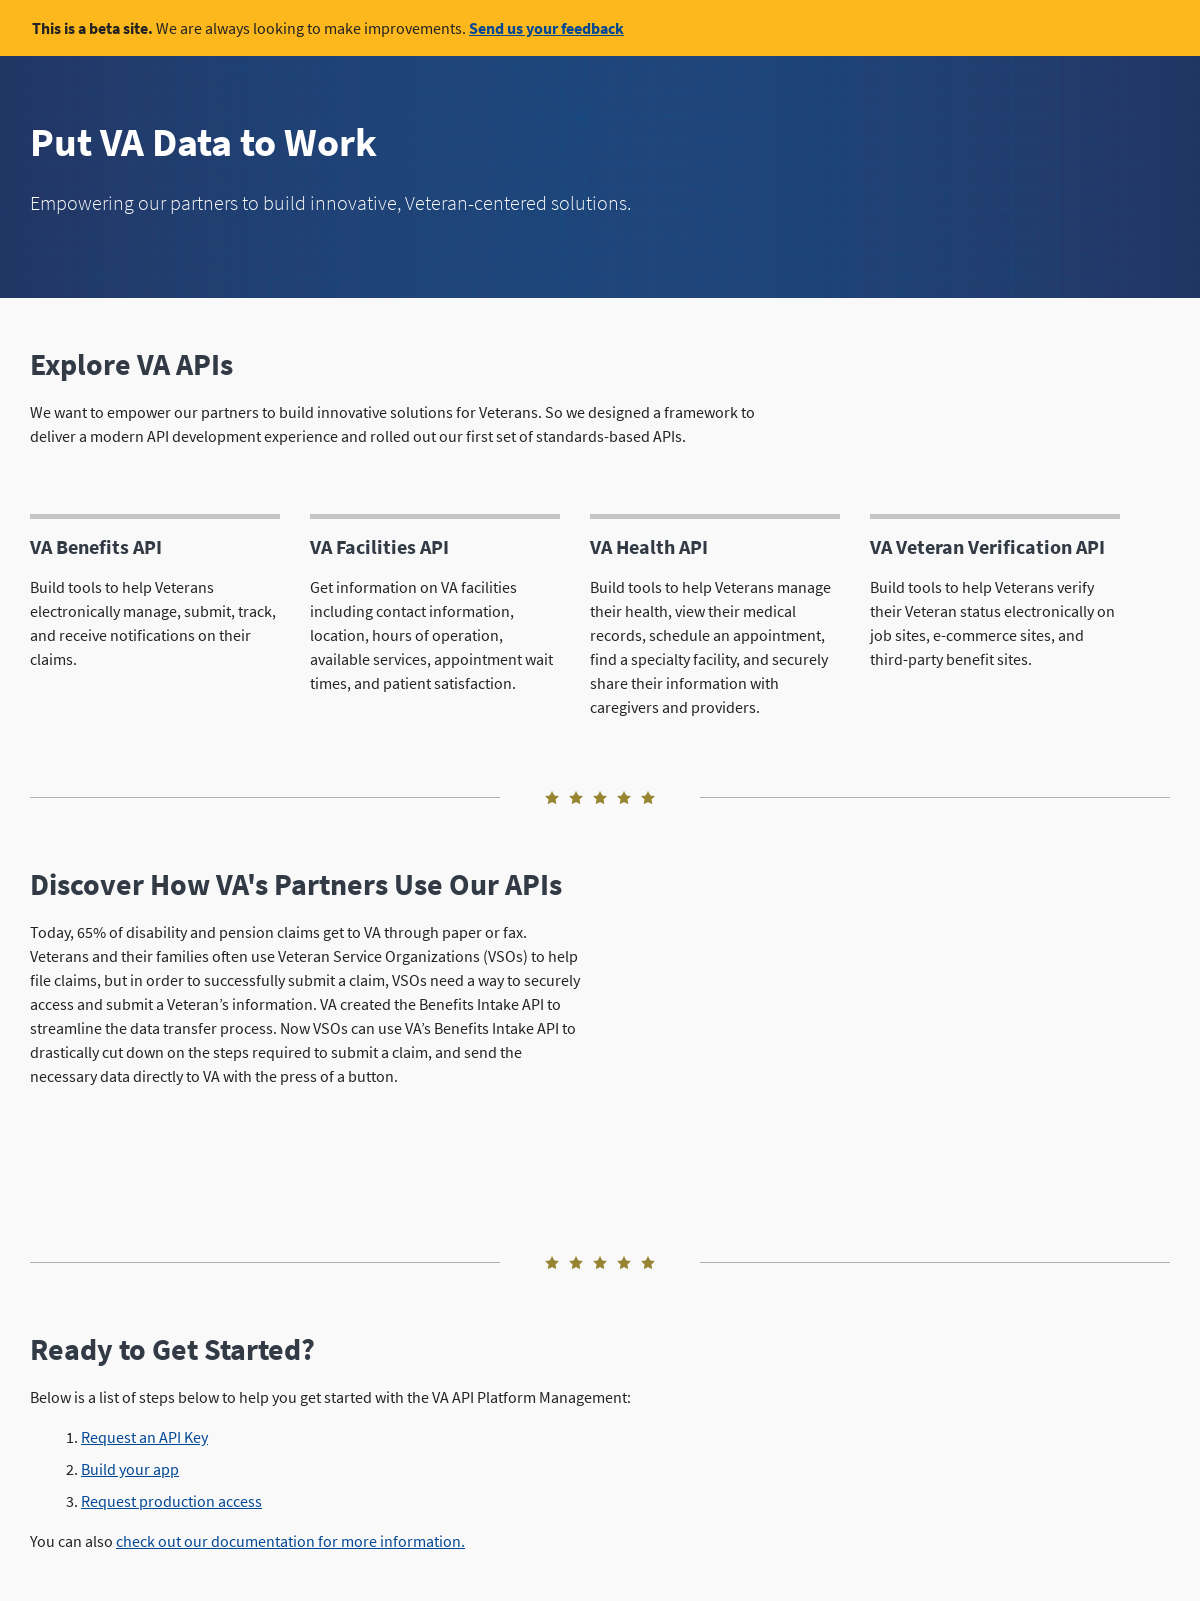 This is a beta site. We are always looking to make improvements. Send us your feedback
Put VA Data to Work
Empowering our partners to build innovative, Veteran-centered solutions.
Explore VA APIs
We want to empower our partners to build innovative solutions for Veterans. So we designed a framework to
deliver a modern API development experience and rolled out our first set of standards-based APIs.
VA Benefits API
Build tools to help Veterans
electronically manage, submit, track,
and receive notifications on their
claims.
VA Facilities API
Get information on VA facilities
including contact information,
location, hours of operation,
available services, appointment wait
times, and patient satisfaction.
VA Health API
Build tools to help Veterans manage
their health, view their medical
records, schedule an appointment,
find a specialty facility, and securely
share their information with
caregivers and providers.
VA Veteran Verification API
Build tools to help Veterans verify
their Veteran status electronically on
job sites, e-commerce sites, and
third-party benefit sites.
Discover How VA's Partners Use Our APIs
Today, 65% of disability and pension claims get to VA through paper or fax.
Veterans and their families often use Veteran Service Organizations (VSOs) to help
file claims, but in order to successfully submit a claim, VSOs need a way to securely
access and submit a Veteran’s information. VA created the Benefits Intake API to
streamline the data transfer process. Now VSOs can use VA’s Benefits Intake API to
drastically cut down on the steps required to submit a claim, and send the
necessary data directly to VA with the press of a button.
Ready to Get Started?
Below is a list of steps below to help you get started with the VA API Platform Management:
1. Request an API Key
2. Build your app
3. Request production access
You can also check out our documentation for more information.